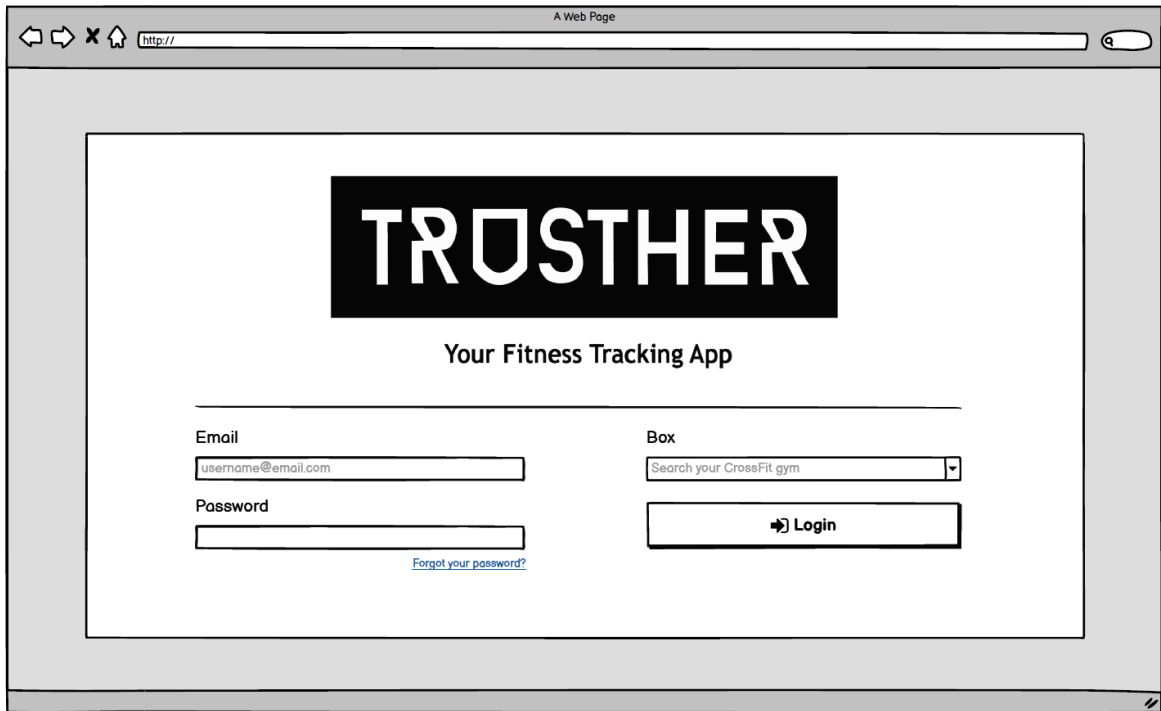 A Web Page
http://
TRUSTHER
Your Fitness Tracking App
Email
username@email.com
Password
Forgot your password?
Box
Search your CrossFit gym
Login